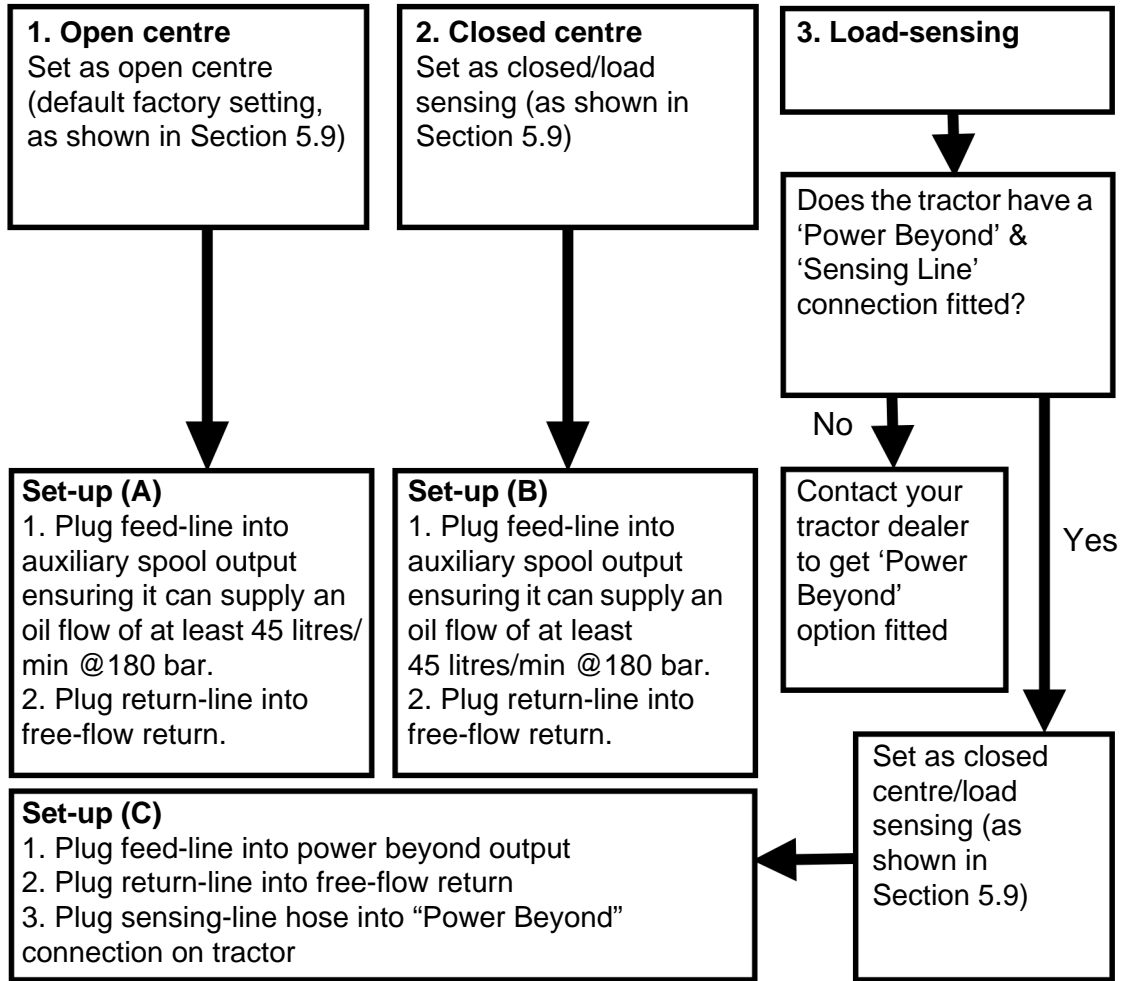 1. Open centre
Set as open centre
(default factory setting,
as shown in Section 5.9)
2. Closed centre
Set as closed/load
sensing (as shown in
Section 5.9)
3. Load-sensing
Does the tractor have a
‘Power Beyond’ &
‘Sensing Line’
connection fitted?
No
Yes
Set-up (A)
1. Plug feed-line into
auxiliary spool output
ensuring it can supply an
oil flow of at least 45 litres/
min @180 bar.
2. Plug return-line into
free-flow return.
Set-up (B)
1. Plug feed-line into
auxiliary spool output
ensuring it can supply an
oil flow of at least
45 litres/min @180 bar.
2. Plug return-line into
free-flow return.
Contact your
tractor dealer
to get ‘Power
Beyond’
option fitted
Set as closed
centre/load
sensing (as
shown in
Section 5.9)
Set-up (C)
1. Plug feed-line into power beyond output
2. Plug return-line into free-flow return
3. Plug sensing-line hose into “Power Beyond”
connection on tractor